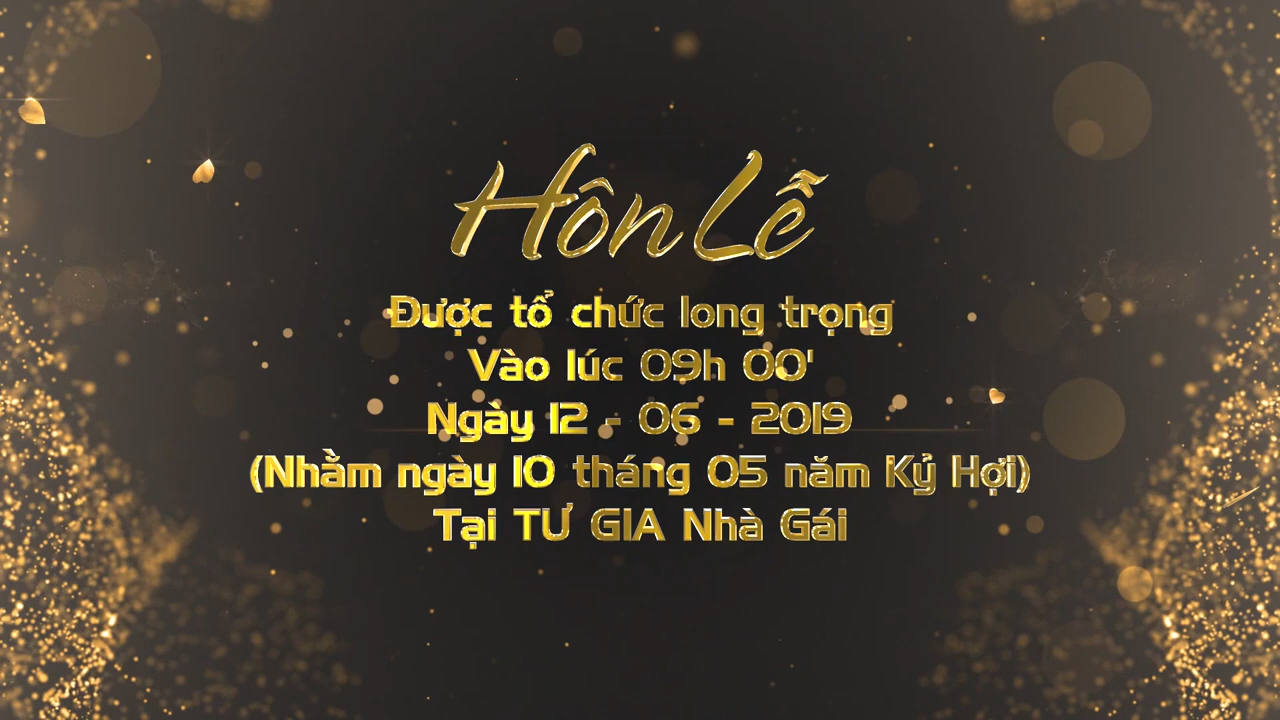 Hôn Lễ
Được tổ chức long trọng
Vào lúc 09h 00'
Ngày 12 - 06 - 2019
(Nhằm ngày 10 tháng 05 năm Kỷ Hợi)
Tại TƯ GIA Nhà Gái